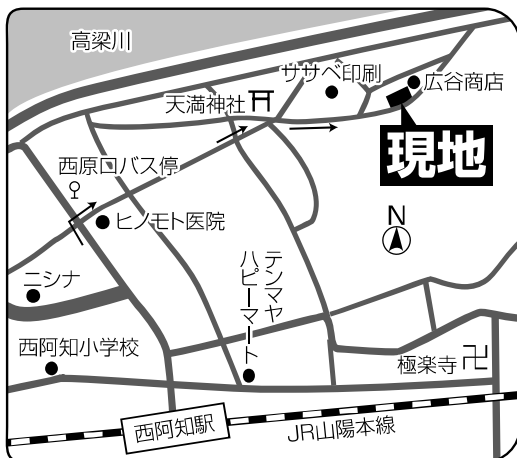 高梁川
ササベ印刷
広谷商店
天満神社
現地
西原口バス停
ヒノモト医院
N
ニシナ
テンマヤ
ハピーマート
西阿知小学校
極楽寺
西阿知駅
JR山陽本線